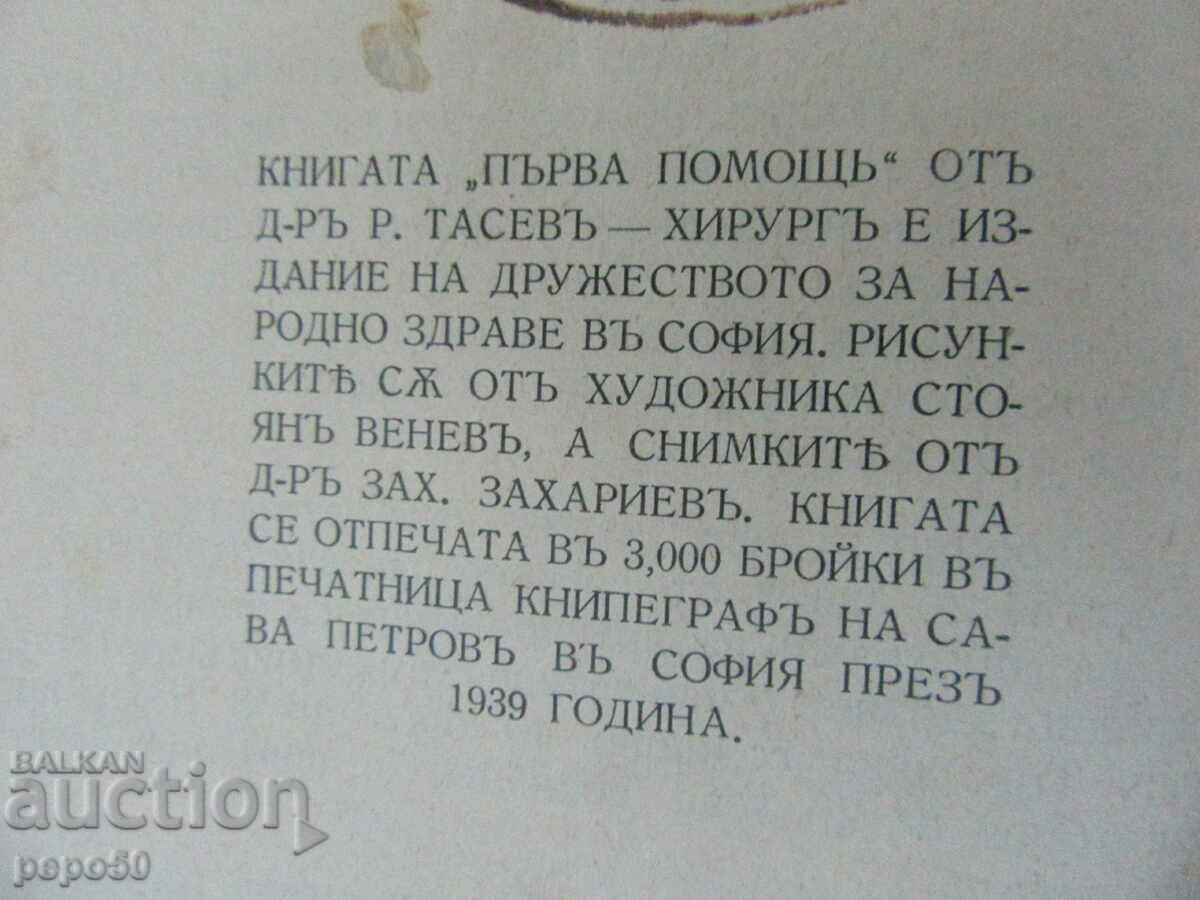 КНИГАТА „ПЪРВА ПОМОЩЬ“ ОТЪ
Д-РЪ Р. ТАСЕВЪ — ХИРУРГЪ Е ИЗ-
ДАНИЕ НА ДРУЖЕСТВОТО ЗА НА-
РОДНО ЗДРАВЕ ВЪ СОФИЯ. РИСУН-
КИТѢ СѪ ОТЪ ХУДОЖНИКА СТО-
ЯНЪ ВЕНЕВЪ, А СНИМКИТѢ ОТЪ
Д-РЪ ЗАХ. ЗАХАРИЕВЪ. КНИГАТА
СЕ ОТПЕЧАТА ВЪ 3,000 БРОЙКИ ВЪ
ПЕЧАТНИЦА КНИПЕГРАФЪ НА СА-
ВА ПЕТРОВЪ ВЪ СОФИЯ ПРЕЗЪ
1939 ГОДИНА.
BALKAN
auction
pepo50